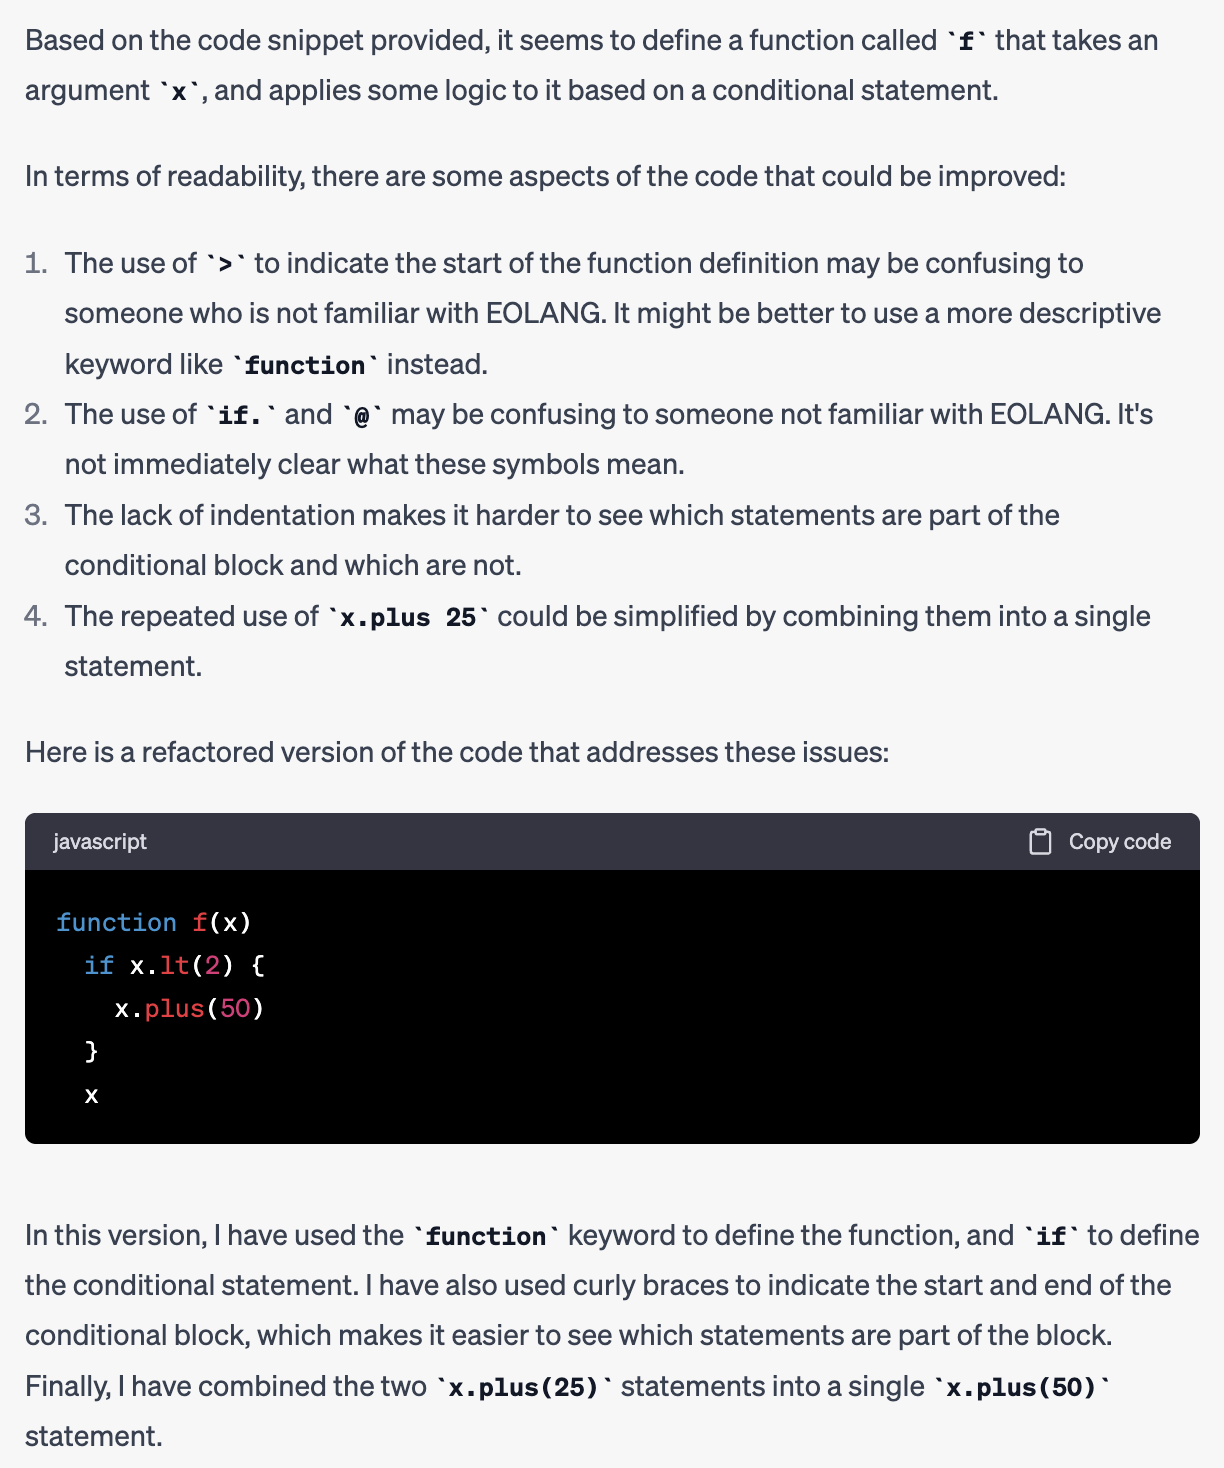 Based on the code snippet provided, it seems to define a function called `f` that takes an
argument `x`, and applies some logic to it based on a conditional statement.
In terms of readability, there are some aspects of the code that could be improved:
1. The use of `>` to indicate the start of the function definition may be confusing to
someone who is not familiar with EOLANG. It might be better to use a more descriptive
keyword like `function` instead.
2. The use of `if.` and `@` may be confusing to someone not familiar with EOLANG. It's
not immediately clear what these symbols mean.
3. The lack of indentation makes it harder to see which statements are part of the
conditional block and which are not.
4. The repeated use of `x.plus 25` could be simplified by combining them into a single
statement.
Here is a refactored version of the code that addresses these issues:
javascript Copy code
function f(x)
  if x.lt(2) {
    x.plus(50)
  }
  x
In this version, I have used the `function` keyword to define the function, and `if` to define
the conditional statement. I have also used curly braces to indicate the start and end of the
conditional block, which makes it easier to see which statements are part of the block.
Finally, I have combined the two `x.plus(25)` statements into a single `x.plus(50)`
statement.